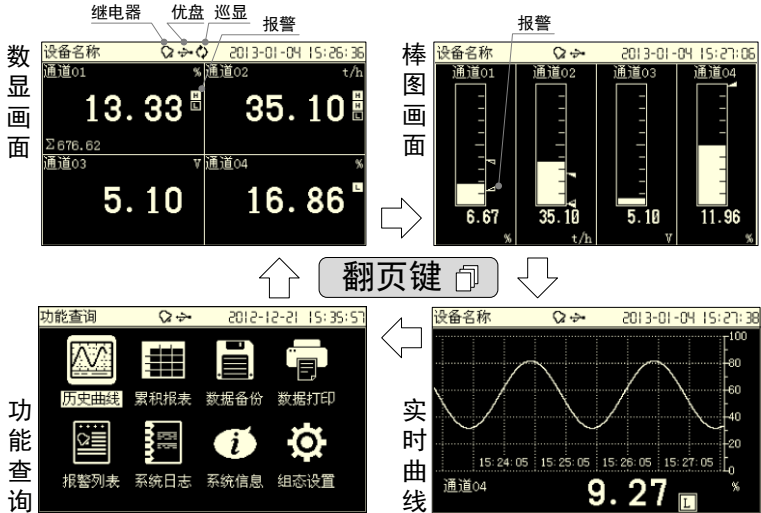 继电器 优盘 巡显
报警
数显画面
设备名称 2013-01-04 15:26:36
通道01 %
13.33 H L
Σ676.62
通道02 t/h
35.10 H H L
通道03 V
5.10
通道04 %
16.86 L
报警
棒图画面
设备名称 2013-01-04 15:27:06
通道01 通道02 通道03 通道04
6.67 35.10 5.10 11.96
% t/h V %
翻页键
功能查询
功能查询 2012-12-21 15:35:57
历史曲线 累积报表 数据备份 数据打印
报警列表 系统日志 系统信息 组态设置
实时曲线
设备名称 2013-01-04 15:27:38
100
80
60
40
20
0
15:24:05 15:25:05 15:26:05 15:27:05
通道04 9.27 L %